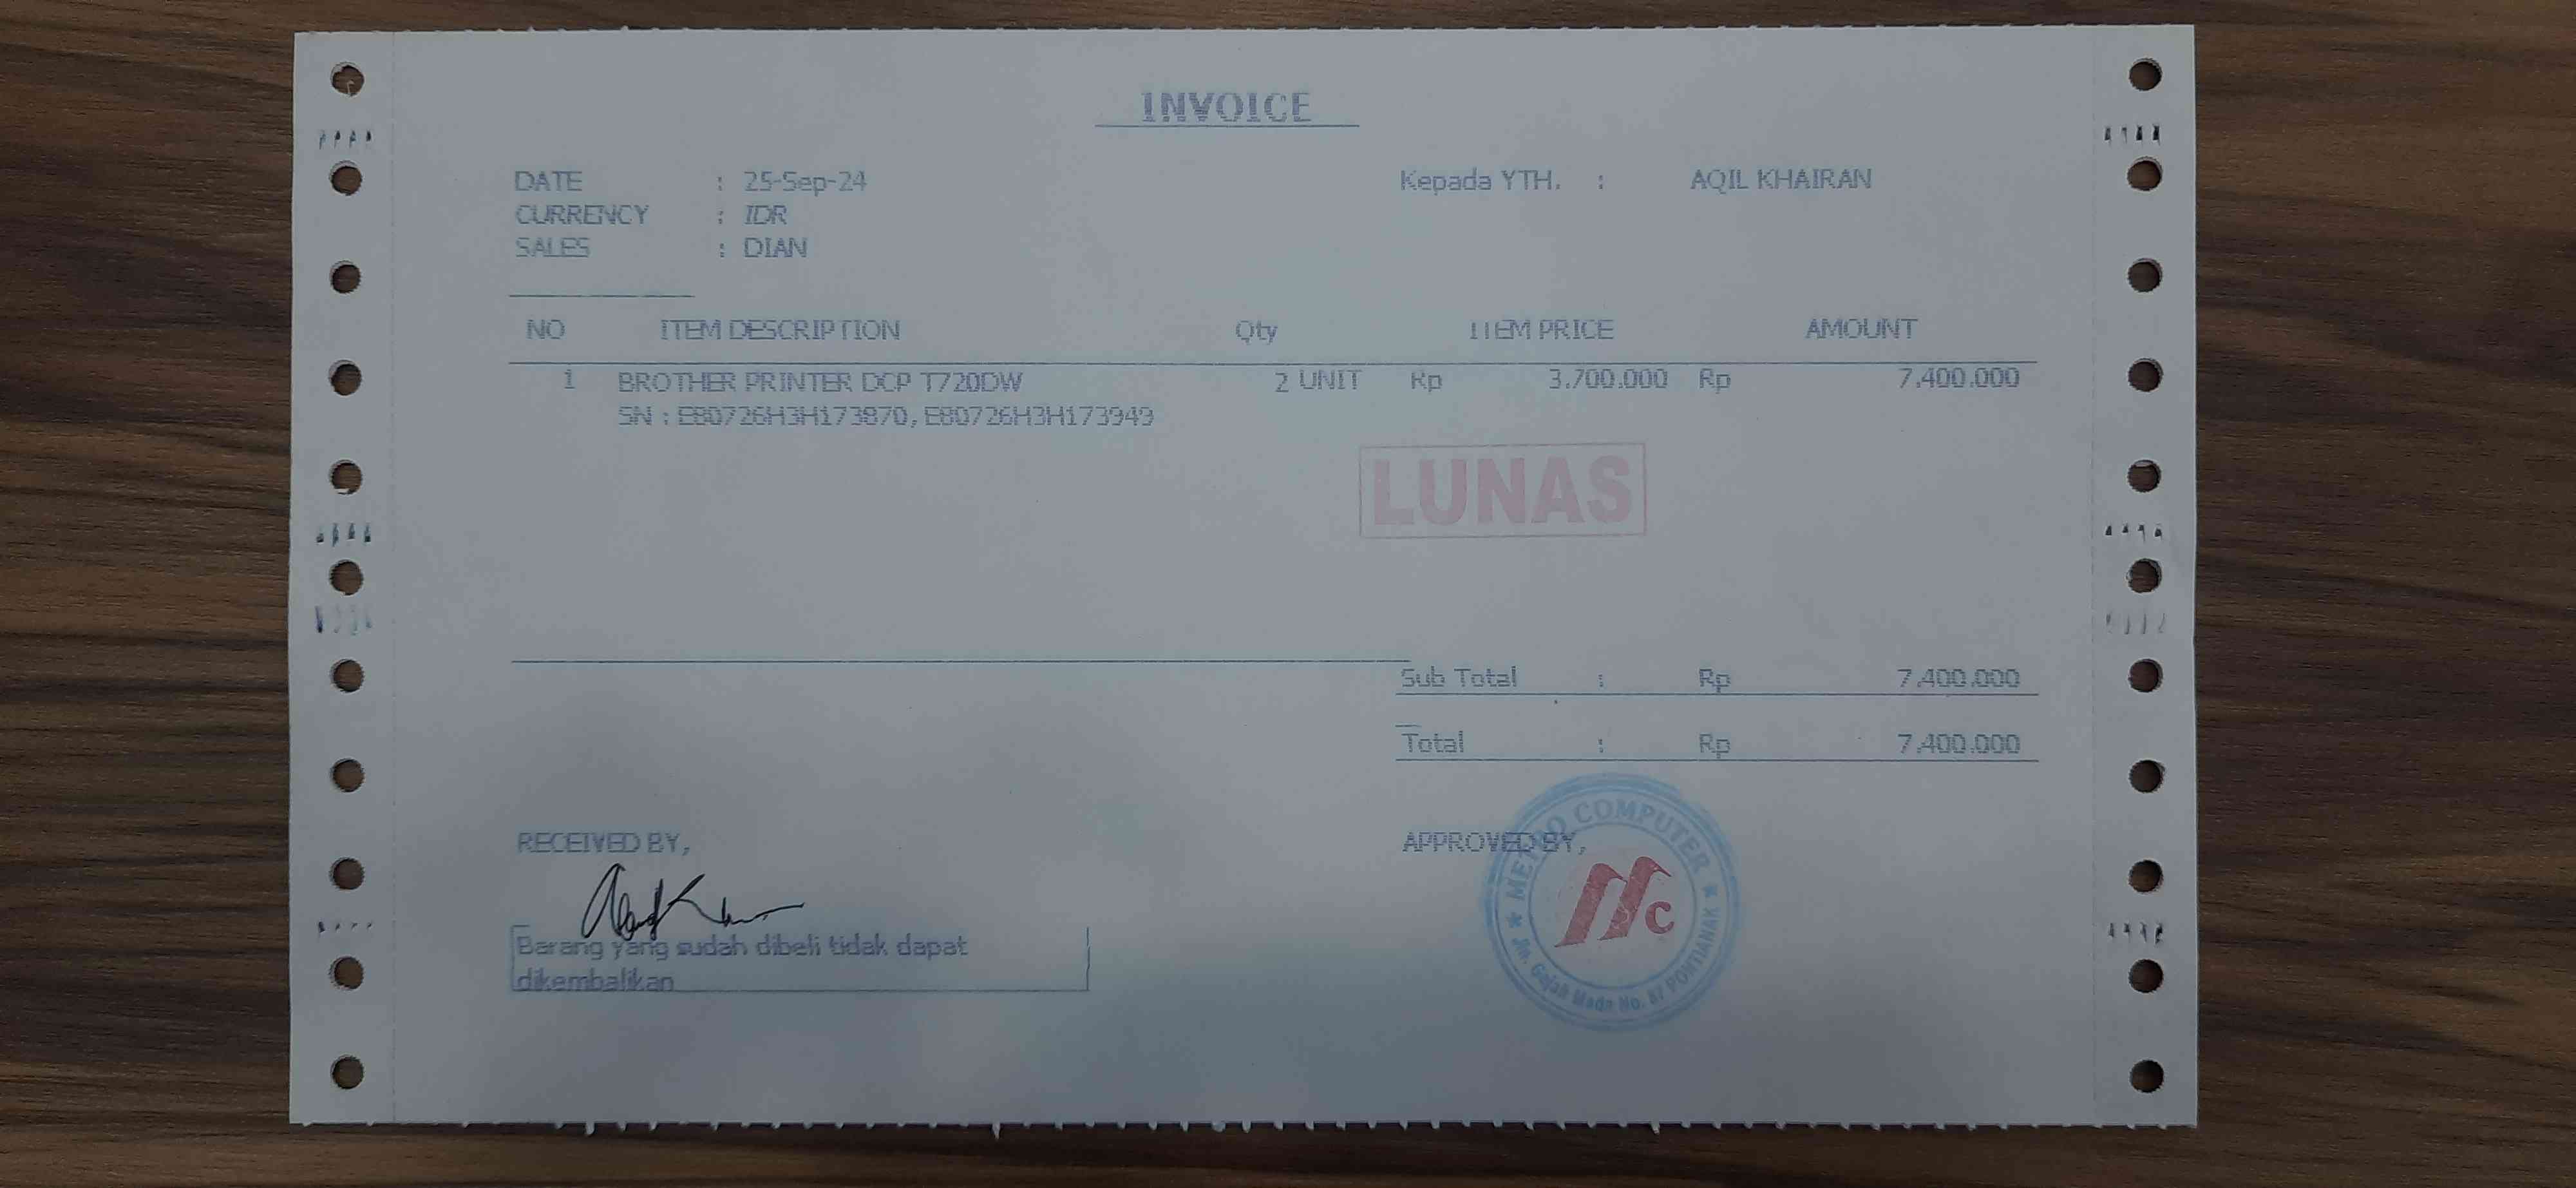 INVOICE
DATE : 25-Sep-24 Kepada YTH. : AQIL KHAIRAN
CURRENCY : IDR
SALES : DIAN
NO ITEM DESCRIPTION Qty ITEM PRICE AMOUNT
1 BROTHER PRINTER DCP T720DW 2 UNIT Rp 3.700.000 Rp 7.400.000
SN : E80726H3H173870, E80726H3H173949
LUNAS
Sub Total : Rp 7.400.000
Total : Rp 7.400.000
RECEIVED BY, APPROVED BY,
METRO COMPUTER
Mc
Jln. Gajah Mada No. 87 PONTIANAK
Barang yang sudah dibeli tidak dapat
dikembalikan